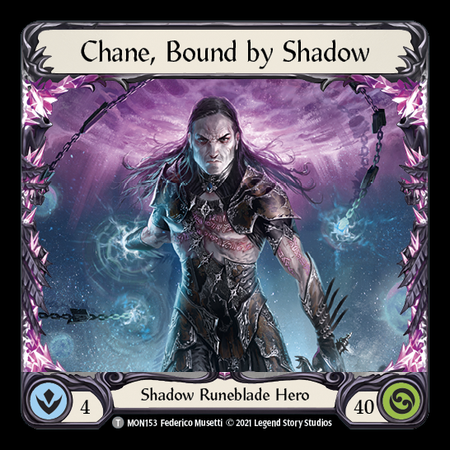 Chane, Bound by Shadow
Shadow Runeblade Hero
4
40
T MON153 Federico Musetti © 2021 Legend Story Studios